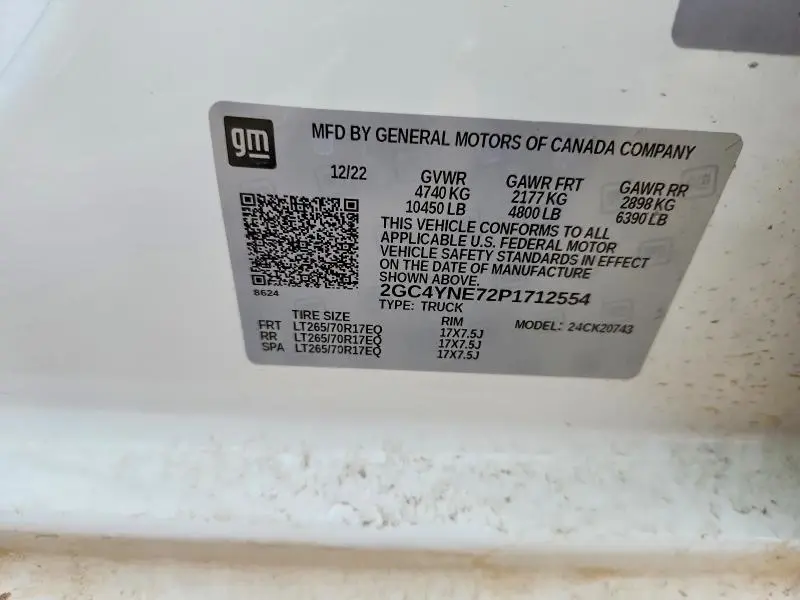 gm
MFD BY GENERAL MOTORS OF CANADA COMPANY
12/22 GVWR GAWR FRT GAWR RR
4740 KG 2177 KG 2898 KG
10450 LB 4800 LB 6390 LB
THIS VEHICLE CONFORMS TO ALL
APPLICABLE U.S. FEDERAL MOTOR
VEHICLE SAFETY STANDARDS IN EFFECT
ON THE DATE OF MANUFACTURE
SHOWN ABOVE.
8624
2GC4YNE72P1712554
TYPE: TRUCK
TIRE SIZE RIM MODEL: 24CK20743
FRT LT265/70R17EQ 17X7.5J
RR LT265/70R17EQ 17X7.5J
SPA LT265/70R17EQ 17X7.5J